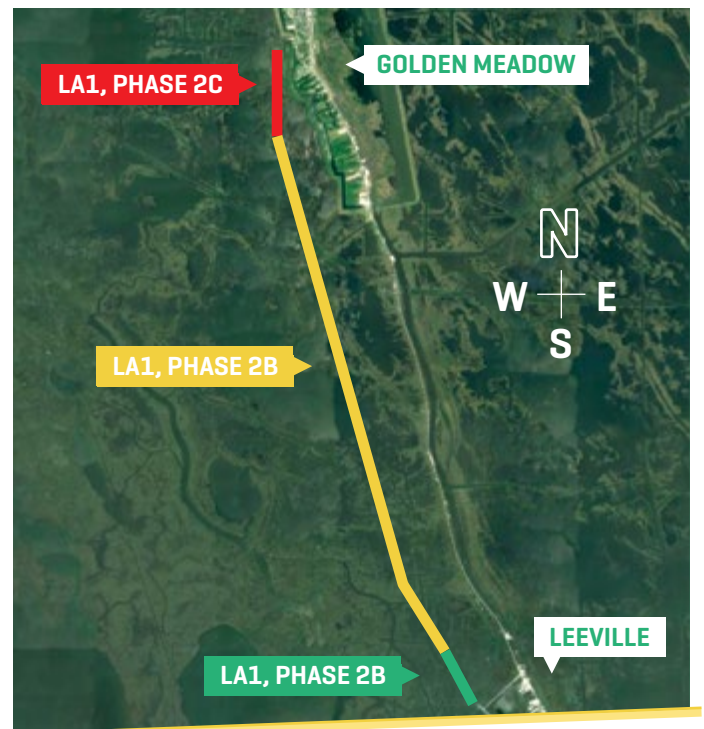 GOLDEN MEADOW
LA1, PHASE 2C
N
W E
S
LA1, PHASE 2B
LEEVILLE
LA1, PHASE 2B